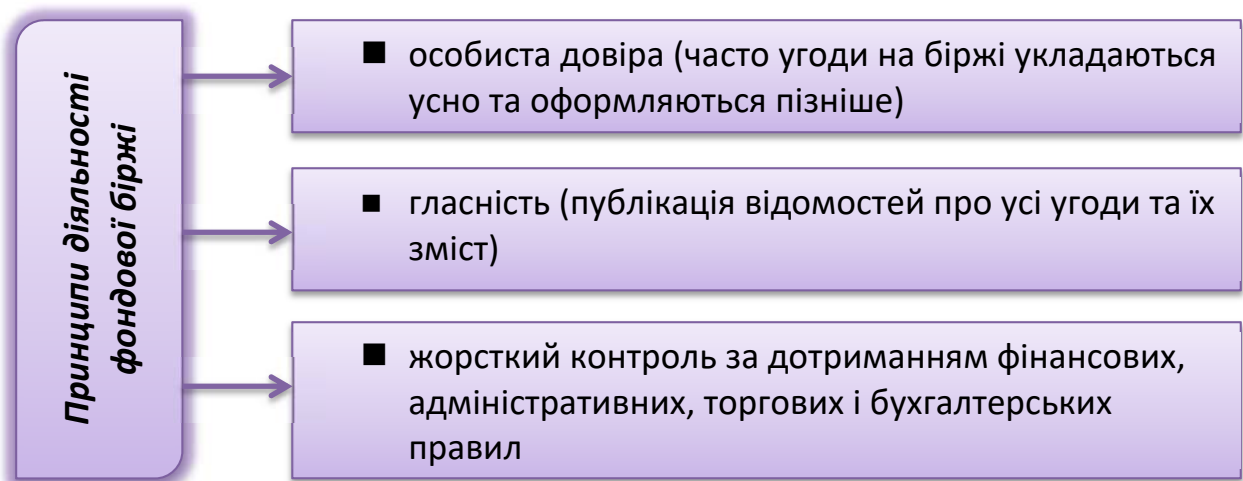 Принципи діяльності
фондової біржі
■ особиста довіра (часто угоди на біржі укладаються
усно та оформляються пізніше)
■ гласність (публікація відомостей про усі угоди та їх
зміст)
■ жорсткий контроль за дотриманням фінансових,
адміністративних, торгових і бухгалтерських
правил